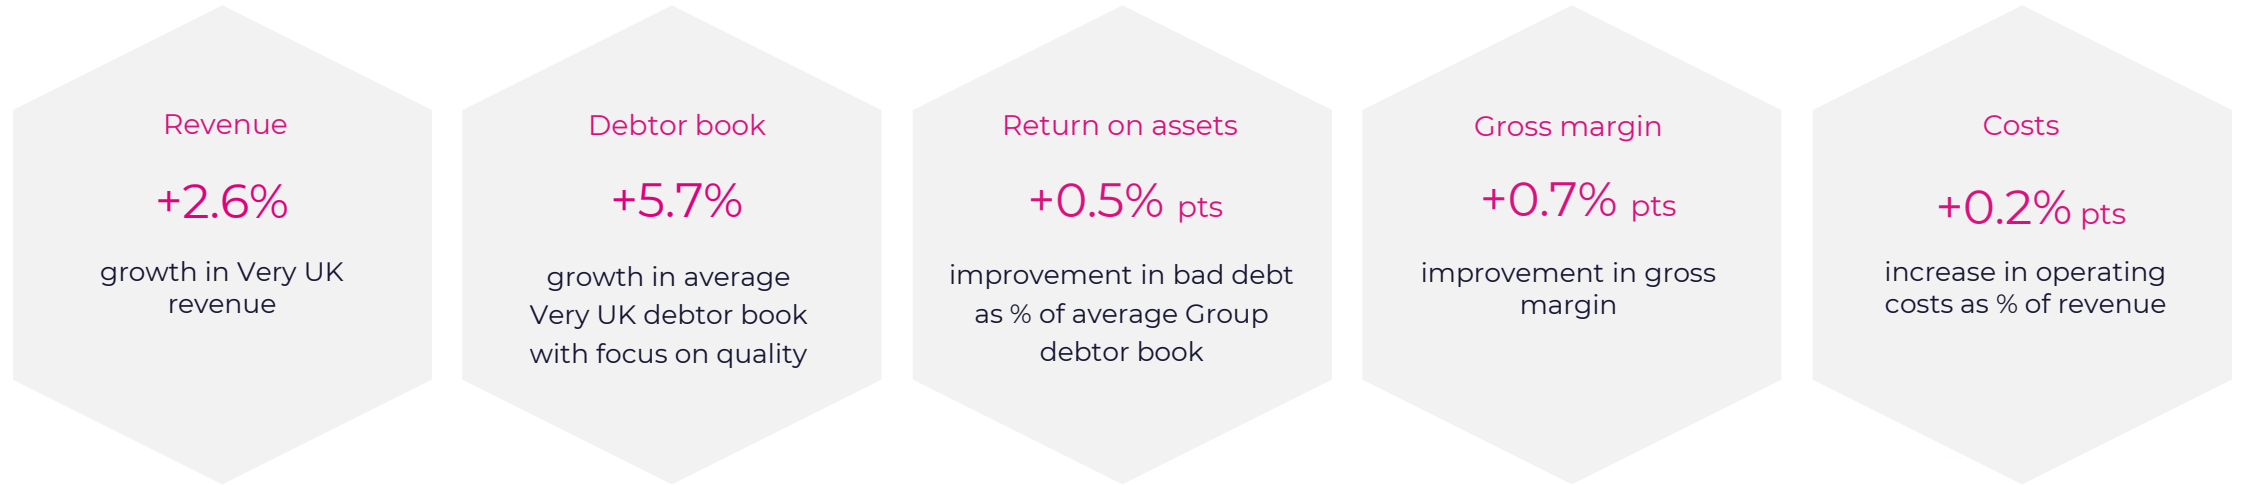 Revenue
+2.6%
growth in Very UK
revenue
Debtor book
+5.7%
growth in average
Very UK debtor book
with focus on quality
Return on assets
+0.5% pts
improvement in bad debt
as % of average Group
debtor book
Gross margin
+0.7% pts
improvement in gross
margin
Costs
+0.2% pts
increase in operating
costs as % of revenue